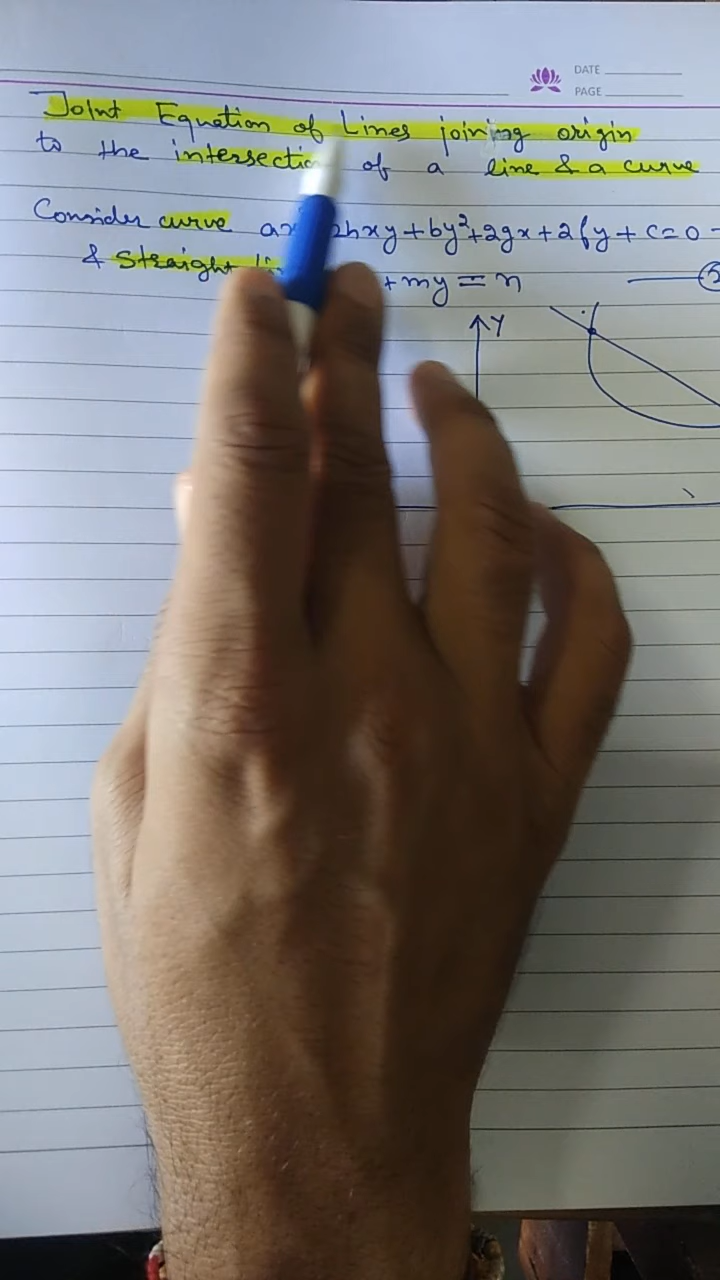 DATE
PAGE
Joint Equation of Lines joining origin
to the intersection of a line & a curve
Consider curve ax 2hxy + by² + 2gx + 2fy + c = 0
& straight + my = n
Y